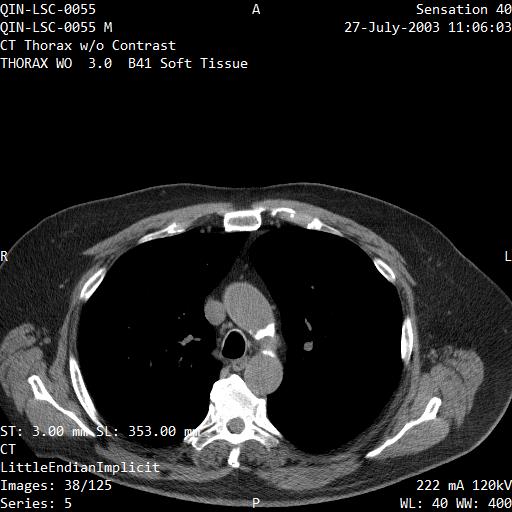 QIN-LSC-0055 A Sensation 40
QIN-LSC-0055 M 27-July-2003 11:06:03
CT Thorax w/o Contrast
THORAX WO 3.0 B41 Soft Tissue
R L
ST: 3.00 mm SL: 353.00 mm
CT
LittleEndianImplicit
Images: 38/125 222 mA 120kV
Series: 5 P WL: 40 WW: 400